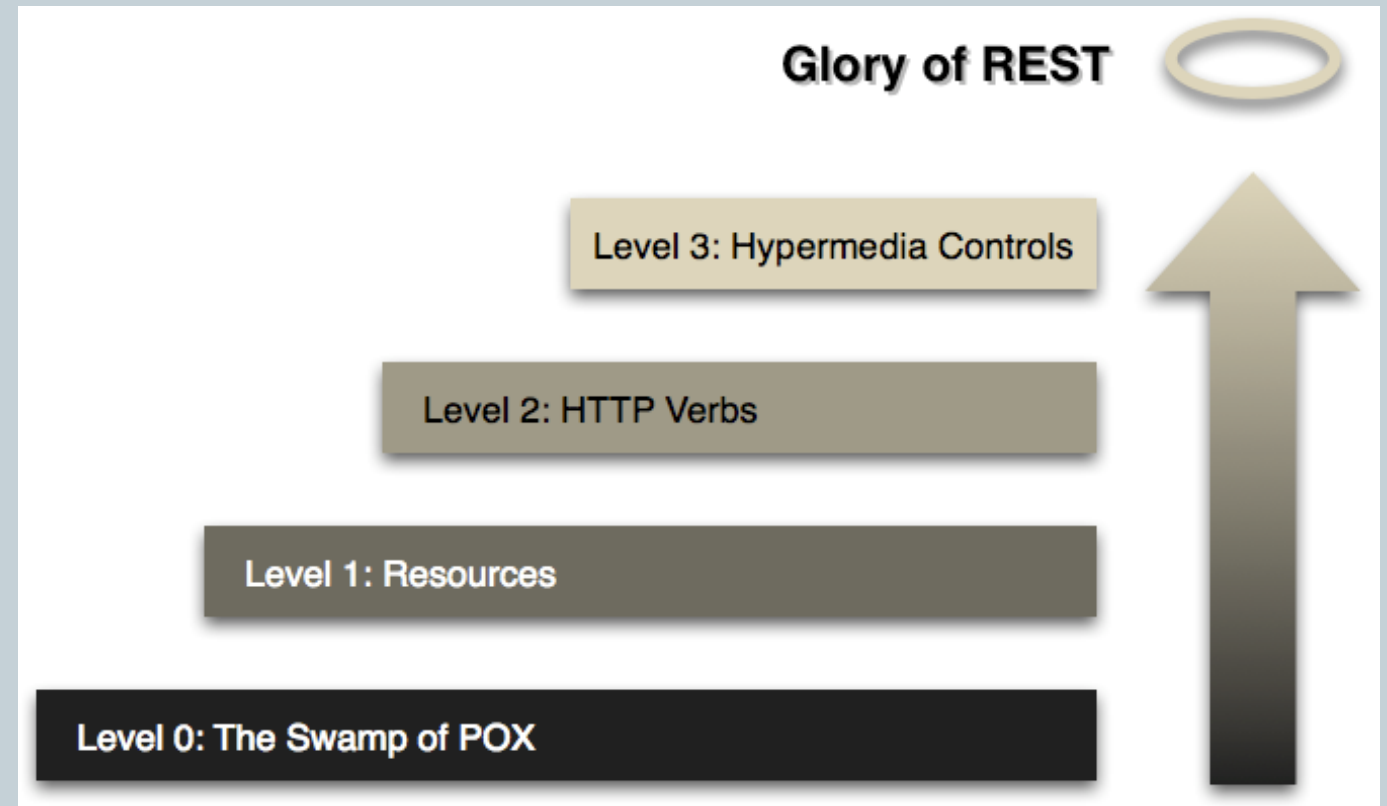 Glory of REST
Level 3: Hypermedia Controls
Level 2: HTTP Verbs
Level 1: Resources
Level 0: The Swamp of POX